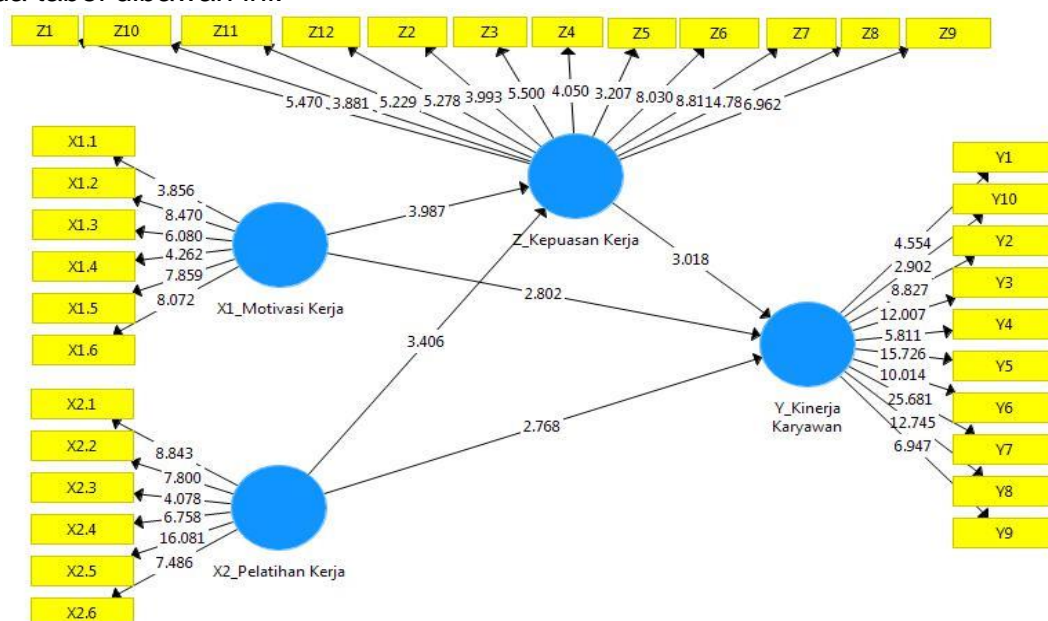 Z1 Z10 Z11 Z12 Z2 Z3 Z4 Z5 Z6 Z7 Z8 Z9
5.470 3.881 5.229 5.278 3.993 5.500 4.050 3.207 8.030 8.81 14.78 6.962
X1.1
X1.2
X1.3
X1.4
X1.5
X1.6
3.856
8.470
6.080
4.262
7.859
8.072
X1_Motivasi Kerja
3.987
Z_Kepuasan Kerja
3.018
2.802
3.406
2.768
X2.1
X2.2
X2.3
X2.4
X2.5
X2.6
8.843
7.800
4.078
6.758
16.081
7.486
X2_Pelatihan Kerja
Y_Kinerja
Karyawan
4.554
2.902
8.827
12.007
5.811
15.726
10.014
25.681
12.745
6.947
Y1
Y10
Y2
Y3
Y4
Y5
Y6
Y7
Y8
Y9